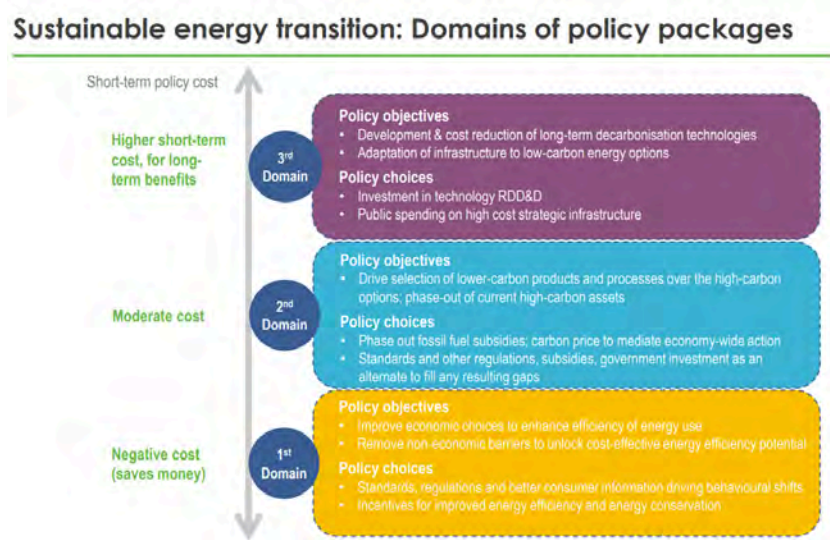 Sustainable energy transition: Domains of policy packages
Short-term policy cost
Higher short-term
cost, for long-
term benefits
3rd
Domain
Policy objectives
• Development & cost reduction of long-term decarbonisation technologies
• Adaptation of infrastructure to low-carbon energy options
Policy choices
• Investment in technology RDD&D
• Public spending on high cost strategic infrastructure
Moderate cost
2nd
Domain
Policy objectives
• Drive selection of lower-carbon products and processes over the high-carbon
options; phase-out of current high-carbon assets
Policy choices
• Phase out fossil fuel subsidies; carbon price to mediate economy-wide action
• Standards and other regulations, subsidies, government investment as an
alternate to fill any resulting gaps
Negative cost
(saves money)
1st
Domain
Policy objectives
• Improve economic choices to enhance efficiency of energy use
• Remove non-economic barriers to unlock cost-effective energy efficiency potential
Policy choices
• Standards, regulations and better consumer information driving behavioural shifts
• Incentives for improved energy efficiency and energy conservation